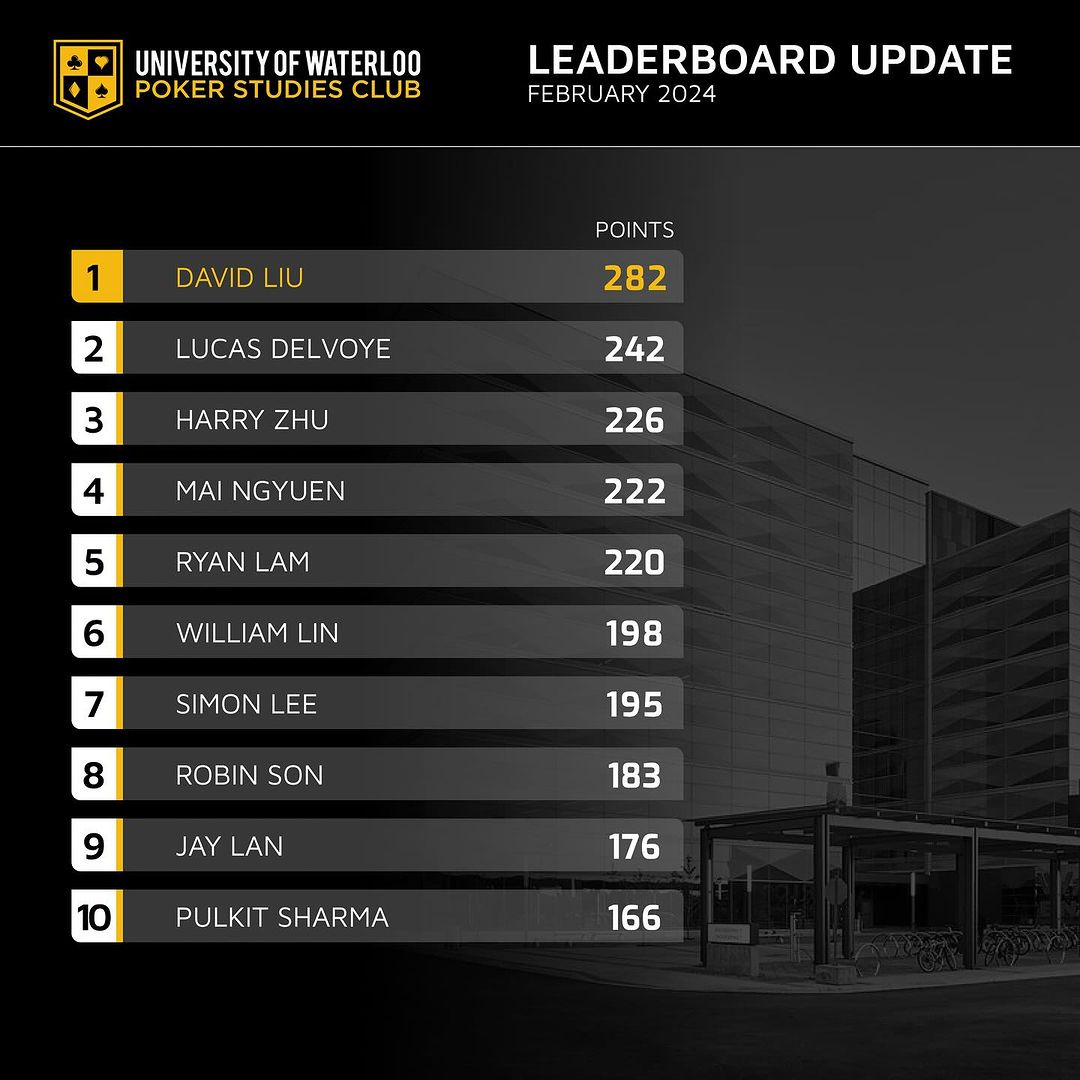 UNIVERSITY OF WATERLOO
POKER STUDIES CLUB
LEADERBOARD UPDATE
FEBRUARY 2024
POINTS
1 DAVID LIU 282
2 LUCAS DELVOYE 242
3 HARRY ZHU 226
4 MAI NGYUEN 222
5 RYAN LAM 220
6 WILLIAM LIN 198
7 SIMON LEE 195
8 ROBIN SON 183
9 JAY LAN 176
10 PULKIT SHARMA 166